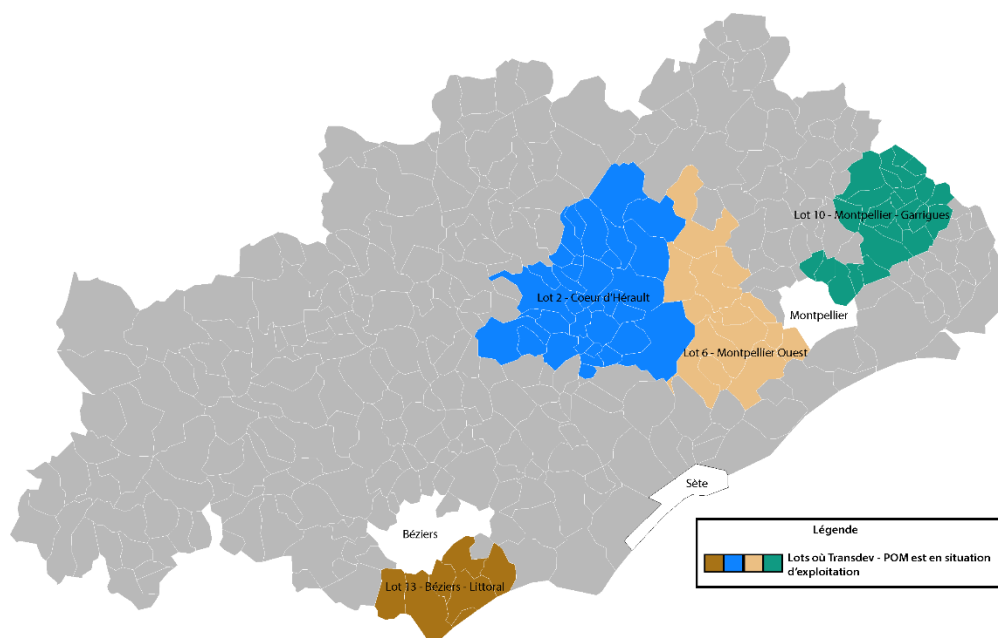 Lot 10 - Montpellier - Garrigues
Lot 2 - Coeur d'Hérault
Montpellier
Lot 6 - Montpellier Ouest
Sète
Béziers
Lot 13 - Béziers - Littoral
Légende
Lots où Transdev - POM est en situation
d'exploitation